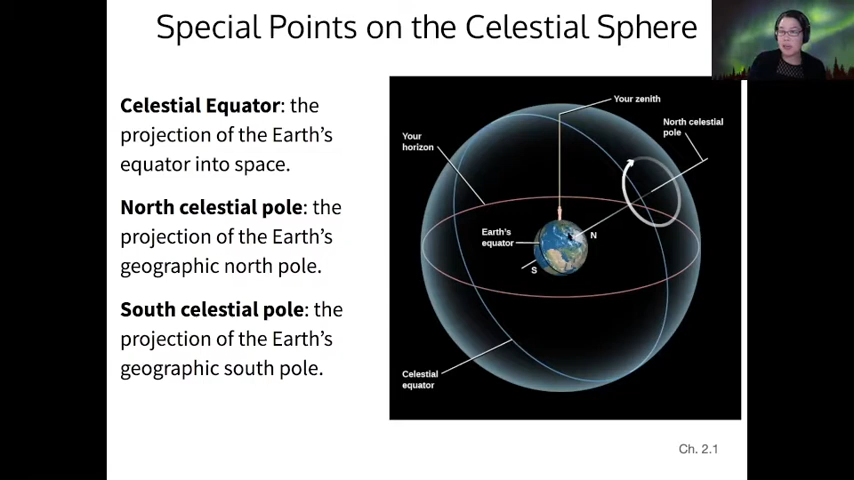 Special Points on the Celestial Sphere
Celestial Equator: the
projection of the Earth's
equator into space.
North celestial pole: the
projection of the Earth's
geographic north pole.
South celestial pole: the
projection of the Earth's
geographic south pole.
Your zenith
North celestial
pole
Your
horizon
Earth's
equator
N
S
Celestial
equator
Ch. 2.1